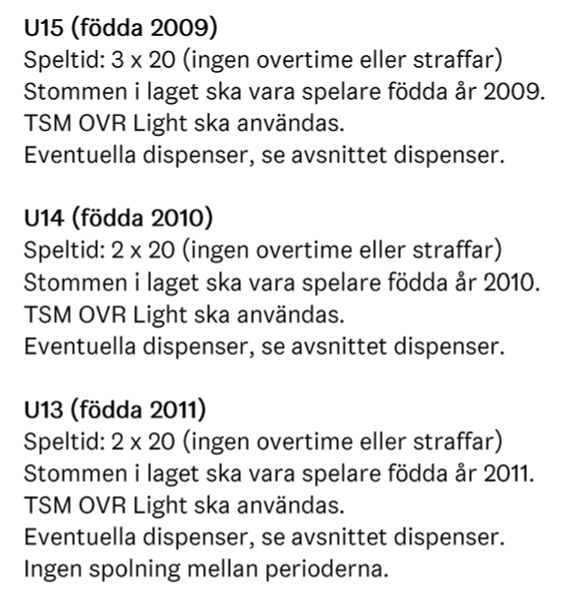 U15 (födda 2009)
Speltid: 3 x 20 (ingen overtime eller straffar)
Stommen i laget ska vara spelare födda år 2009.
TSM OVR Light ska användas.
Eventuella dispenser, se avsnittet dispenser.
U14 (födda 2010)
Speltid: 2 x 20 (ingen overtime eller straffar)
Stommen i laget ska vara spelare födda år 2010.
TSM OVR Light ska användas.
Eventuella dispenser, se avsnittet dispenser.
U13 (födda 2011)
Speltid: 2 x 20 (ingen overtime eller straffar)
Stommen i laget ska vara spelare födda år 2011.
TSM OVR Light ska användas.
Eventuella dispenser, se avsnittet dispenser.
Ingen spolning mellan perioderna.